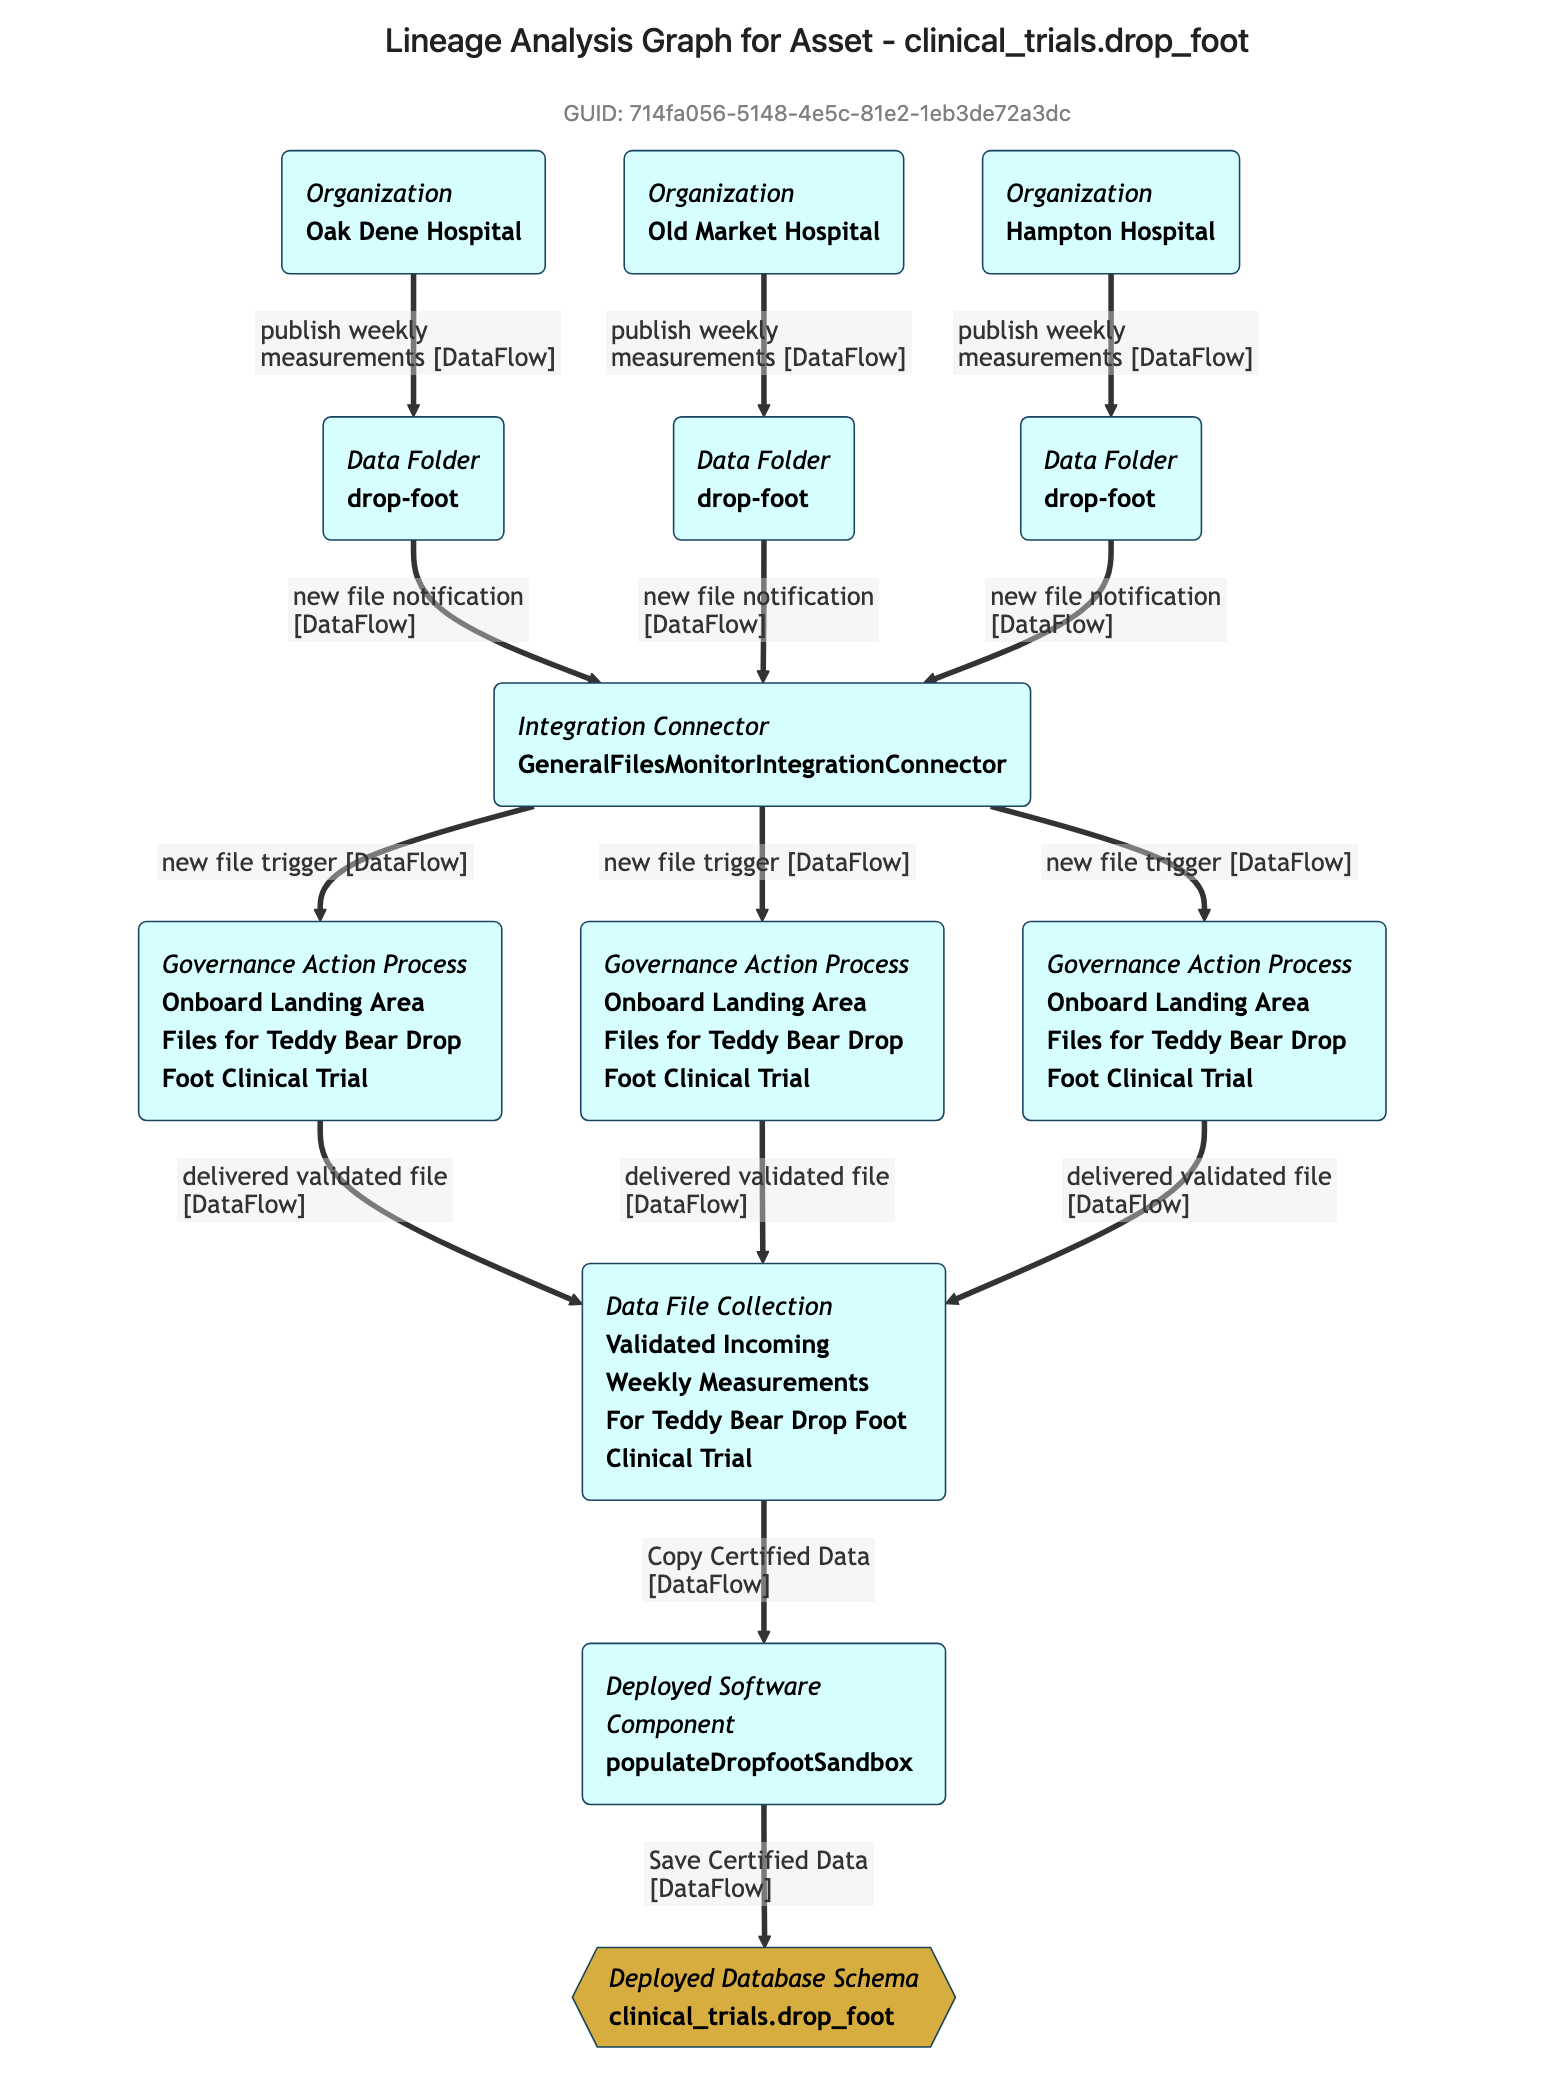 Lineage Analysis Graph for Asset - clinical_trials.drop_foot
GUID: 714fa056-5148-4e5c-81e2-1eb3de72a3dc
Organization
Oak Dene Hospital
Organization
Old Market Hospital
Organization
Hampton Hospital
publish weekly
measurements [DataFlow]
publish weekly
measurements [DataFlow]
publish weekly
measurements [DataFlow]
Data Folder
drop-foot
Data Folder
drop-foot
Data Folder
drop-foot
new file notification
[DataFlow]
new file notification
[DataFlow]
new file notification
[DataFlow]
Integration Connector
GeneralFilesMonitorIntegrationConnector
new file trigger [DataFlow]
new file trigger [DataFlow]
new file trigger [DataFlow]
Governance Action Process
Onboard Landing Area
Files for Teddy Bear Drop
Foot Clinical Trial
Governance Action Process
Onboard Landing Area
Files for Teddy Bear Drop
Foot Clinical Trial
Governance Action Process
Onboard Landing Area
Files for Teddy Bear Drop
Foot Clinical Trial
delivered validated file
[DataFlow]
delivered validated file
[DataFlow]
delivered validated file
[DataFlow]
Data File Collection
Validated Incoming
Weekly Measurements
For Teddy Bear Drop Foot
Clinical Trial
Copy Certified Data
[DataFlow]
Deployed Software
Component
populateDropfootSandbox
Save Certified Data
[DataFlow]
Deployed Database Schema
clinical_trials.drop_foot